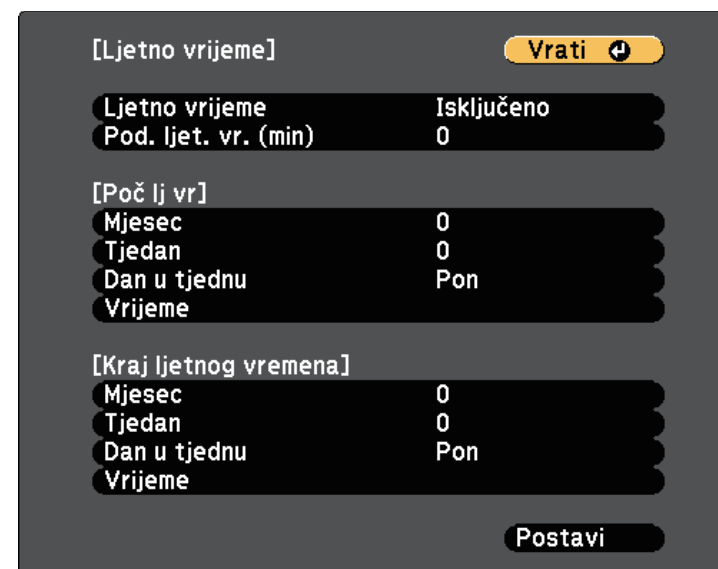 [Ljetno vrijeme] Vrati
Ljetno vrijeme Isključeno
Pod. ljet. vr. (min) 0
[Poč lj vr]
Mjesec 0
Tjedan 0
Dan u tjednu Pon
Vrijeme
[Kraj ljetnog vremena]
Mjesec 0
Tjedan 0
Dan u tjednu Pon
Vrijeme
Postavi